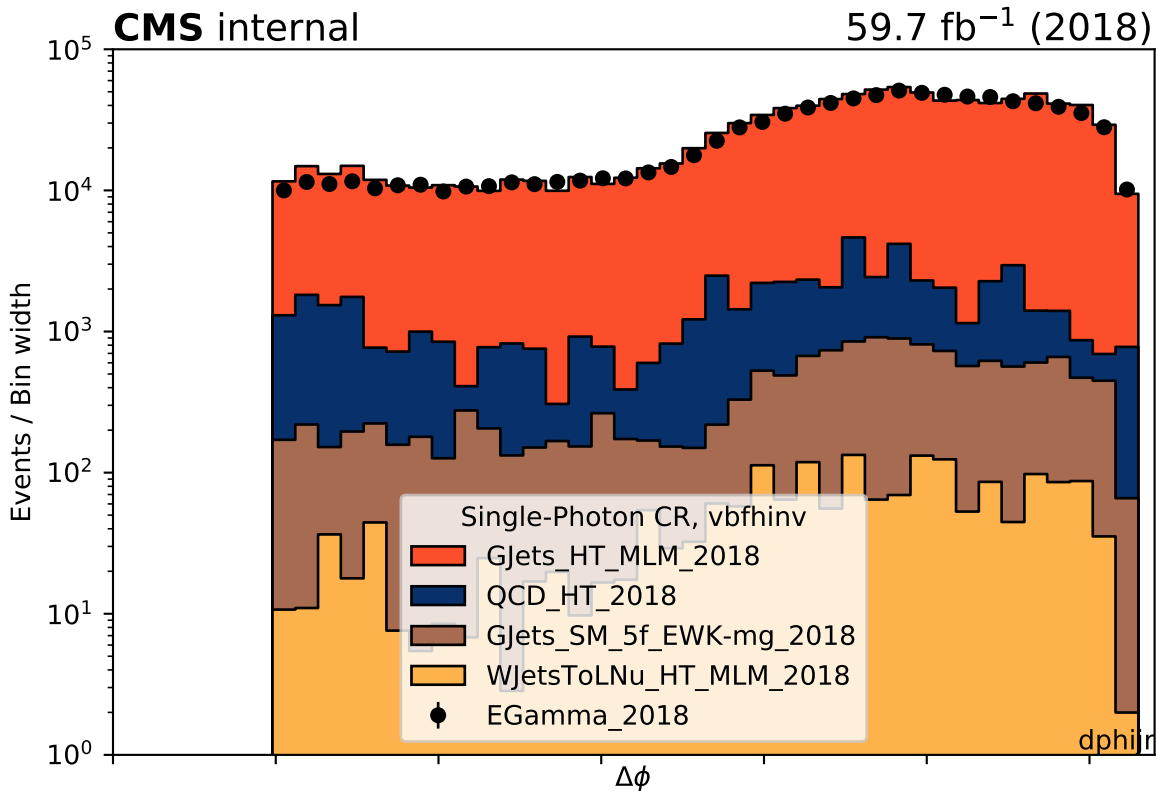 CMS internal
59.7 fb⁻¹ (2018)
10⁵
10⁴
10³
10²
10¹
10⁰
Events / Bin width
Single-Photon CR, vbfhinv
GJets_HT_MLM_2018
QCD_HT_2018
GJets_SM_5f_EWK-mg_2018
WJetsToLNu_HT_MLM_2018
EGamma_2018
Δϕ